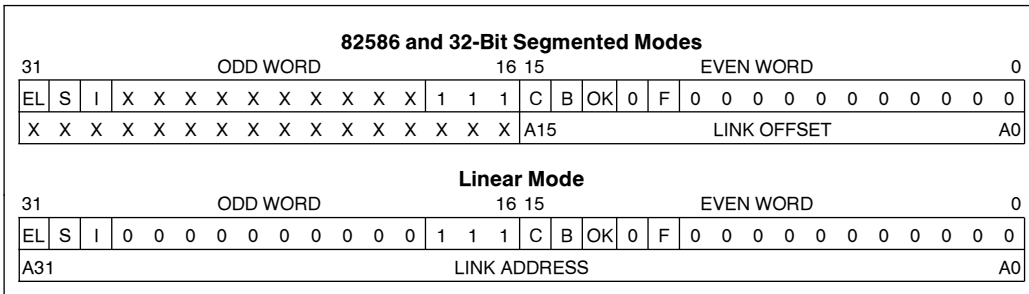 82586 and 32-Bit Segmented Modes
31 ODD WORD 16 15 EVEN WORD 0
EL S I X X X X X X X X X X 1 1 1 C B OK 0 F 0 0 0 0 0 0 0 0 0 0 0
X X X X X X X X X X X X X X X X A15 LINK OFFSET A0
Linear Mode
31 ODD WORD 16 15 EVEN WORD 0
EL S I 0 0 0 0 0 0 0 0 0 0 1 1 1 C B OK 0 F 0 0 0 0 0 0 0 0 0 0 0
A31 LINK ADDRESS A0